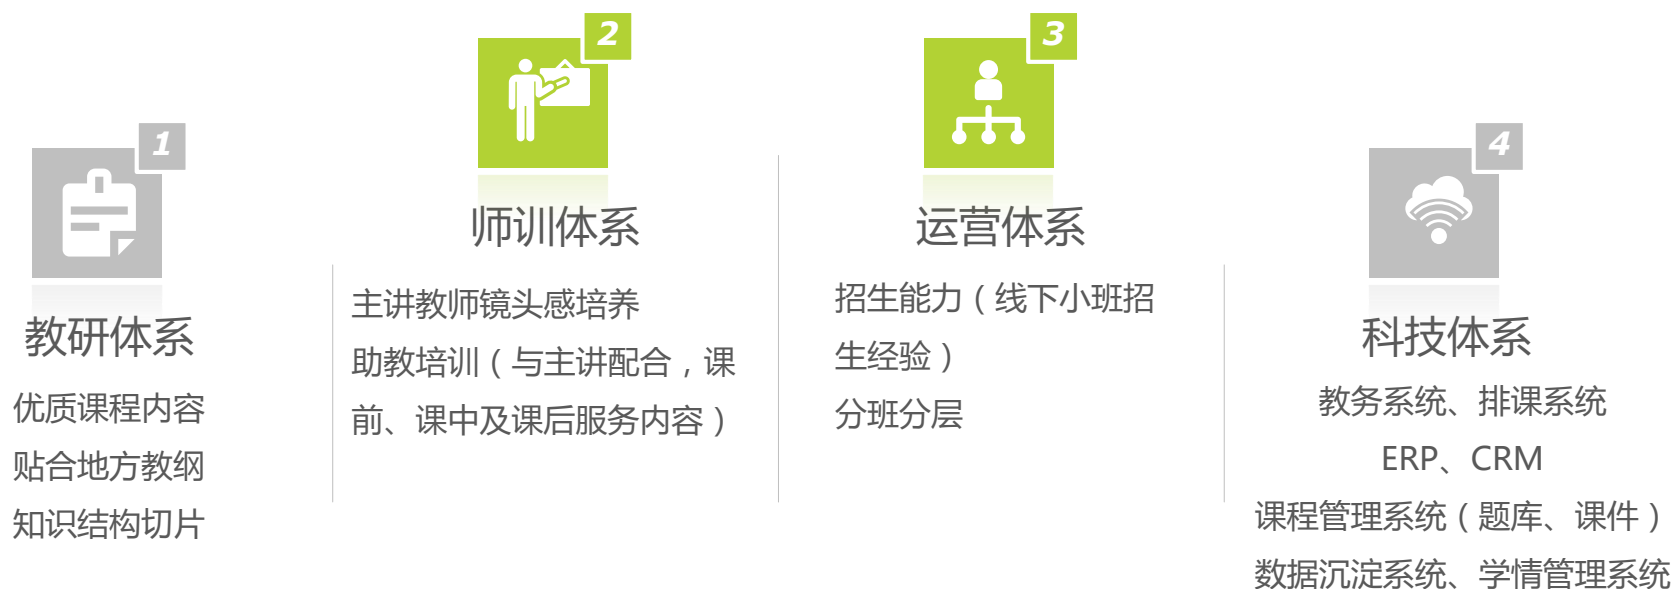 1
教研体系
优质课程内容
贴合地方教纲
知识结构切片
2
师训体系
主讲教师镜头感培养
助教培训（与主讲配合，课
前、课中及课后服务内容）
3
运营体系
招生能力（线下小班招
生经验）
分班分层
4
科技体系
教务系统、排课系统
ERP、CRM
课程管理系统（题库、课件）
数据沉淀系统、学情管理系统